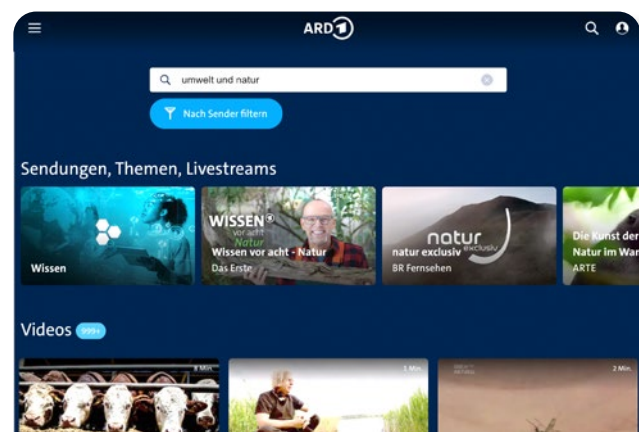 ARD 1
umwelt und natur
Nach Sender filtern
Sendungen, Themen, Livestreams
Wissen
WISSEN
vor acht
Natur
Wissen vor acht - Natur
Das Erste
natur
exclusiv
natur exclusiv
BR Fernsehen
Die Kunst der
Natur im Wan
ARTE
Videos 999+
8 Min.
1 Min.
2 Min.